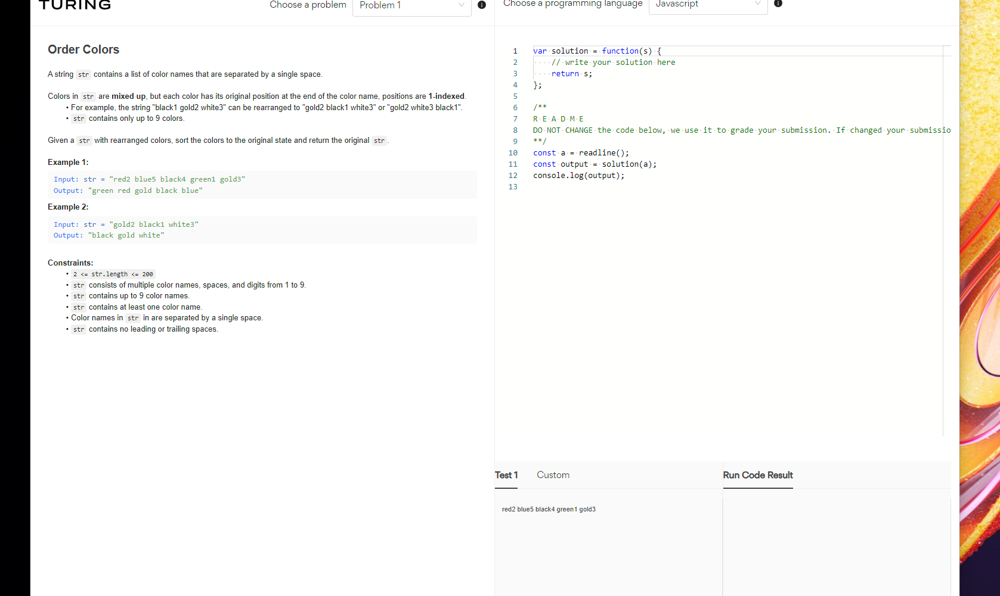 TURING
Choose a problem
Problem 1
Choose a programming language
Javascript
Order Colors
A string str contains a list of color names that are separated by a single space.
Colors in str are mixed up, but each color has its original position at the end of the color name, positions are 1-indexed.
• For example, the string "black1 gold2 white3" can be rearranged to "gold2 black1 white3" or "gold2 white3 black1".
• str contains only up to 9 colors.
Given a str with rearranged colors, sort the colors to the original state and return the original str.
Example 1:
Input: str = "red2 blue5 black4 green1 gold3"
Output: "green red gold black blue"
Example 2:
Input: str = "gold2 black1 white3"
Output: "black gold white"
Constraints:
• 2 <= str.length <= 200
• str consists of multiple color names, spaces, and digits from 1 to 9.
• str contains up to 9 color names.
• str contains at least one color name.
• Color names in str in are separated by a single space.
• str contains no leading or trailing spaces.
1 var solution = function(s) {
2 ····// write your solution here
3 ····return s;
4 };
5
6 /**
7 R E A D M E
8 DO NOT CHANGE the code below, we use it to grade your submission. If changed your submissio
9 **/
10 const a = readline();
11 const output = solution(a);
12 console.log(output);
13
Test 1
Custom
Run Code Result
red2 blue5 black4 green1 gold3